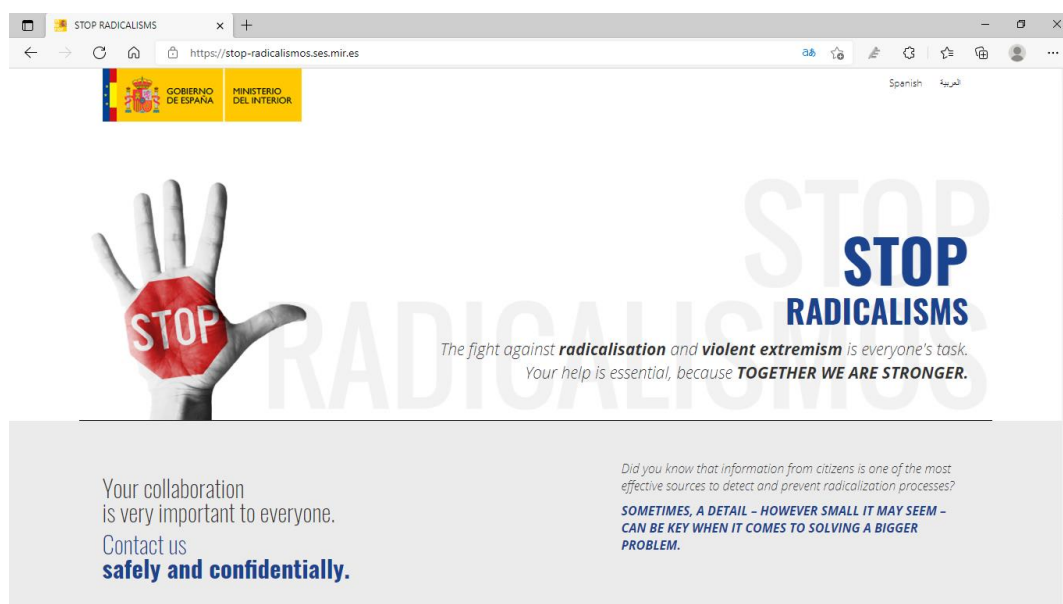 STOP RADICALISMS
https://stop-radicalismos.ses.mir.es
GOBIERNO
DE ESPAÑA
MINISTERIO
DEL INTERIOR
Spanish العربية
STOP
RADICALISMOS
STOP
STOP
RADICALISMS
The fight against radicalisation and violent extremism is everyone's task.
Your help is essential, because TOGETHER WE ARE STRONGER.
Your collaboration
is very important to everyone.
Contact us
safely and confidentially.
Did you know that information from citizens is one of the most
effective sources to detect and prevent radicalization processes?
SOMETIMES, A DETAIL – HOWEVER SMALL IT MAY SEEM –
CAN BE KEY WHEN IT COMES TO SOLVING A BIGGER
PROBLEM.